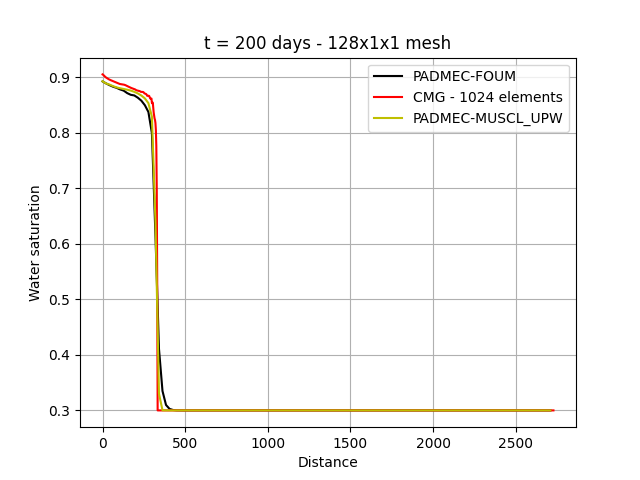 t = 200 days - 128x1x1 mesh
PADMEC-FOUM
CMG - 1024 elements
PADMEC-MUSCL_UPW
Water saturation
0.9
0.8
0.7
0.6
0.5
0.4
0.3
0 500 1000 1500 2000 2500
Distance